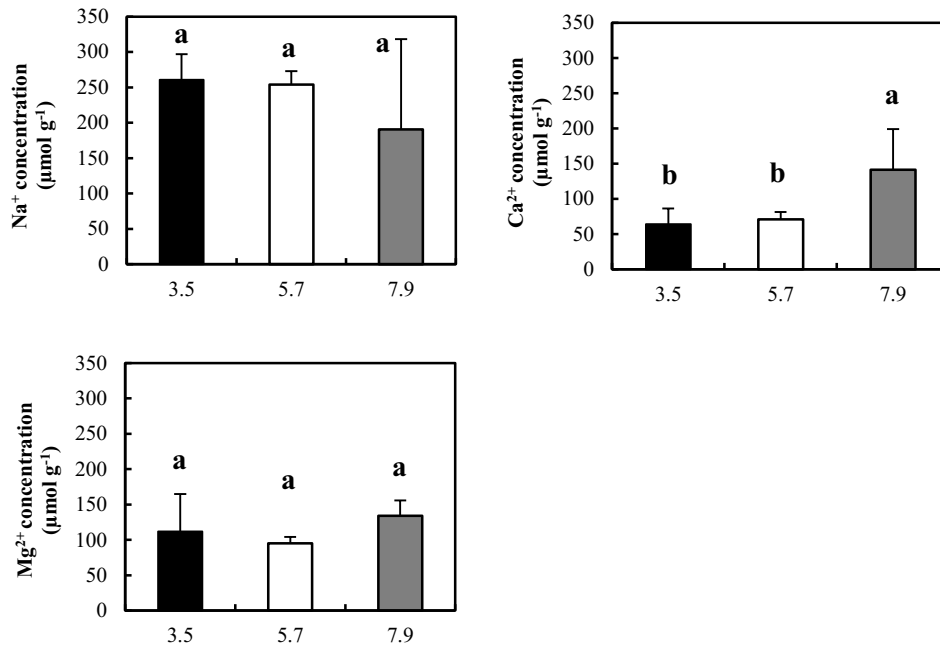 Na⁺ concentration
(μmol g⁻¹)
350
300
250
200
150
100
50
0
a
a
a
3.5
5.7
7.9
Ca²⁺ concentration
(μmol g⁻¹)
350
300
250
200
150
100
50
0
b
b
a
3.5
5.7
7.9
Mg²⁺ concentration
(μmol g⁻¹)
350
300
250
200
150
100
50
0
a
a
a
3.5
5.7
7.9